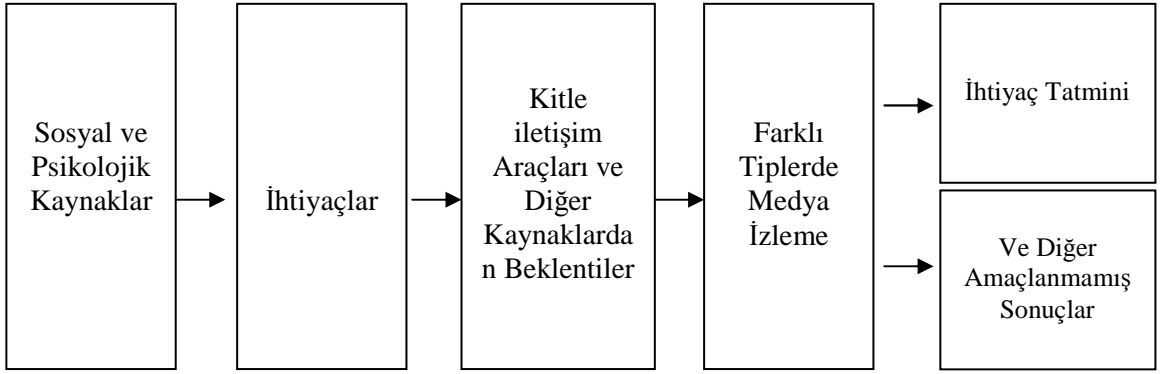 Sosyal ve
Psikolojik
Kaynaklar
İhtiyaçlar
Kitle
iletişim
Araçları ve
Diğer
Kaynaklarda
n Beklentiler
Farklı
Tiplerde
Medya
İzleme
İhtiyaç Tatmini
Ve Diğer
Amaçlanmamış
Sonuçlar